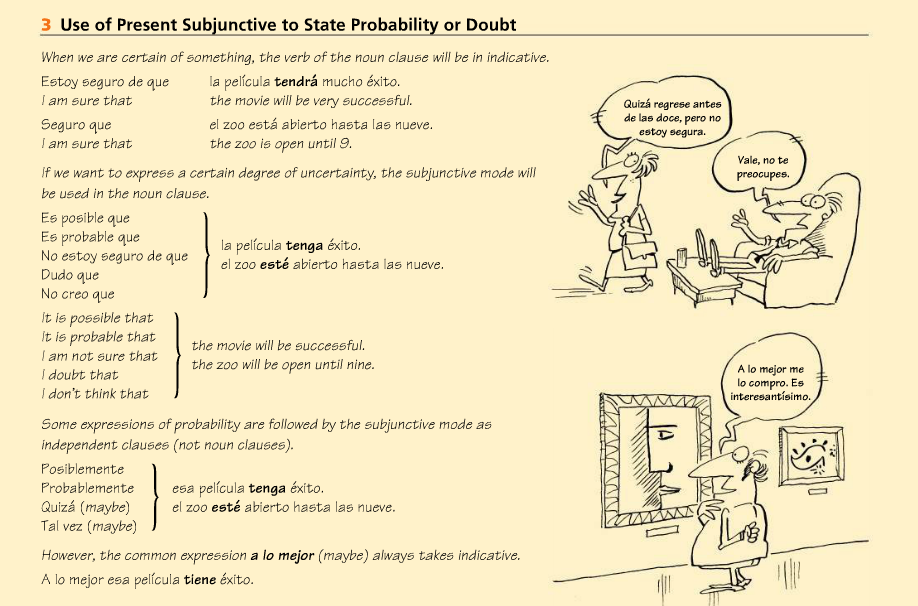 3 Use of Present Subjunctive to State Probability or Doubt
When we are certain of something, the verb of the noun clause will be in indicative.
Estoy seguro de que la película tendrá mucho éxito.
I am sure that the movie will be very successful.
Seguro que el zoo está abierto hasta las nueve.
I am sure that the zoo is open until 9.
If we want to express a certain degree of uncertainty, the subjunctive mode will
be used in the noun clause.
Es posible que
Es probable que
No estoy seguro de que
Dudo que
No creo que
la película tenga éxito.
el zoo esté abierto hasta las nueve.
It is possible that
It is probable that
I am not sure that
I doubt that
I don't think that
the movie will be successful.
the zoo will be open until nine.
Some expressions of probability are followed by the subjunctive mode as
independent clauses (not noun clauses).
Posiblemente
Probablemente
Quizá (maybe)
Tal vez (maybe)
esa película tenga éxito.
el zoo esté abierto hasta las nueve.
However, the common expression a lo mejor (maybe) always takes indicative.
A lo mejor esa película tiene éxito.
Quizá regrese antes
de las doce, pero no
estoy segura.
Vale, no te
preocupes.
A lo mejor me
lo compro. Es
interesantísimo.